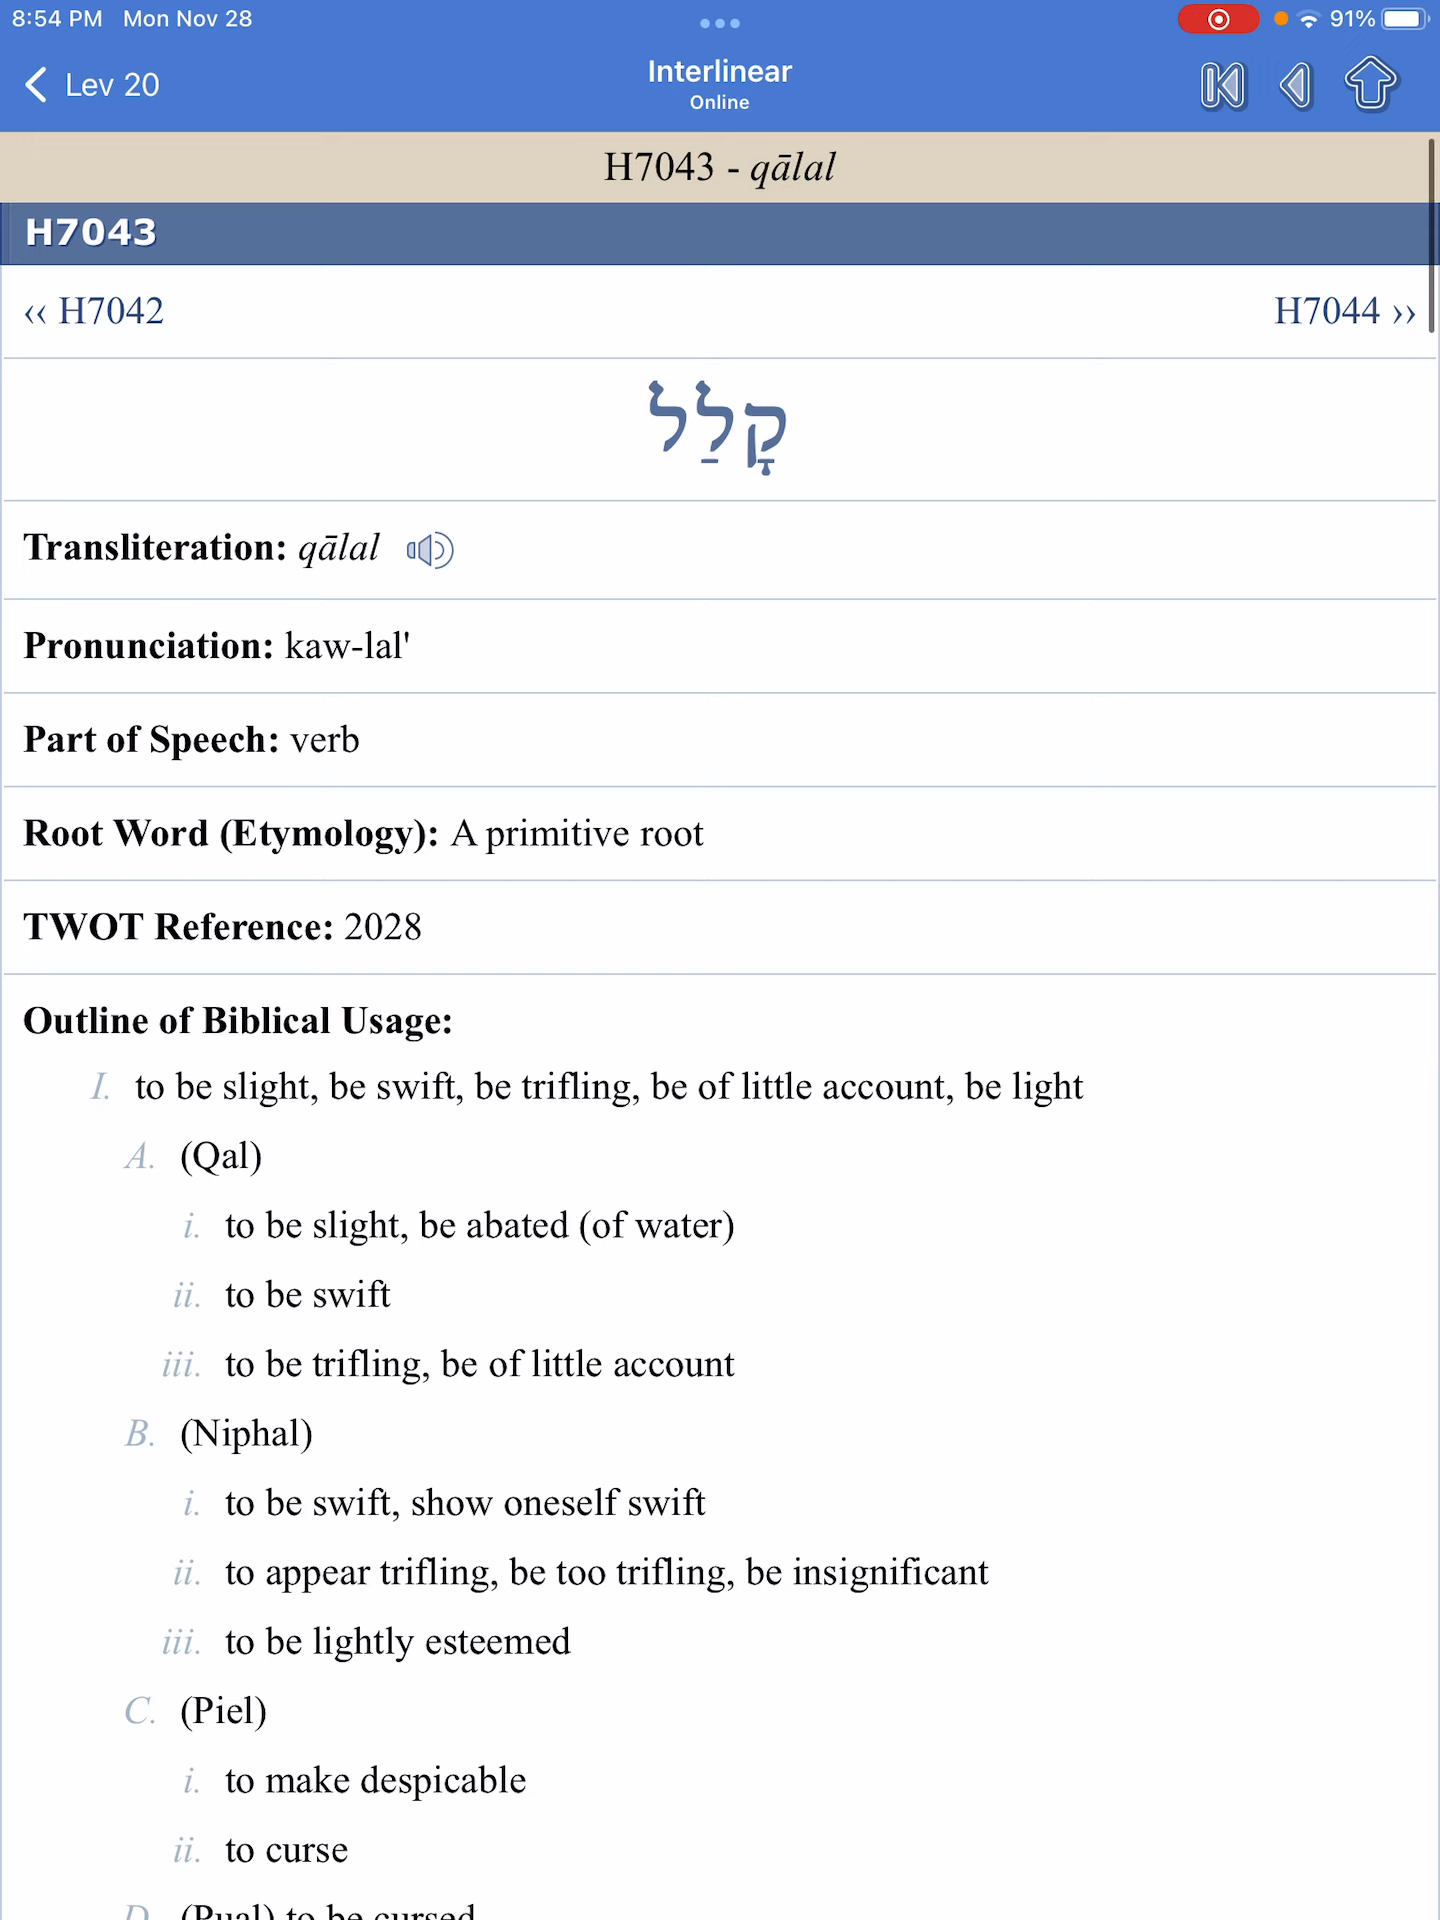 8:54 PM Mon Nov 28 91%
Lev 20
Interlinear
Online
H7043 - qālal
H7043
‹‹ H7042 H7044 ››
קָלַל
Transliteration: qālal
Pronunciation: kaw-lal'
Part of Speech: verb
Root Word (Etymology): A primitive root
TWOT Reference: 2028
Outline of Biblical Usage:
I. to be slight, be swift, be trifling, be of little account, be light
A. (Qal)
i. to be slight, be abated (of water)
ii. to be swift
iii. to be trifling, be of little account
B. (Niphal)
i. to be swift, show oneself swift
ii. to appear trifling, be too trifling, be insignificant
iii. to be lightly esteemed
C. (Piel)
i. to make despicable
ii. to curse
D. (Pual) to be cursed